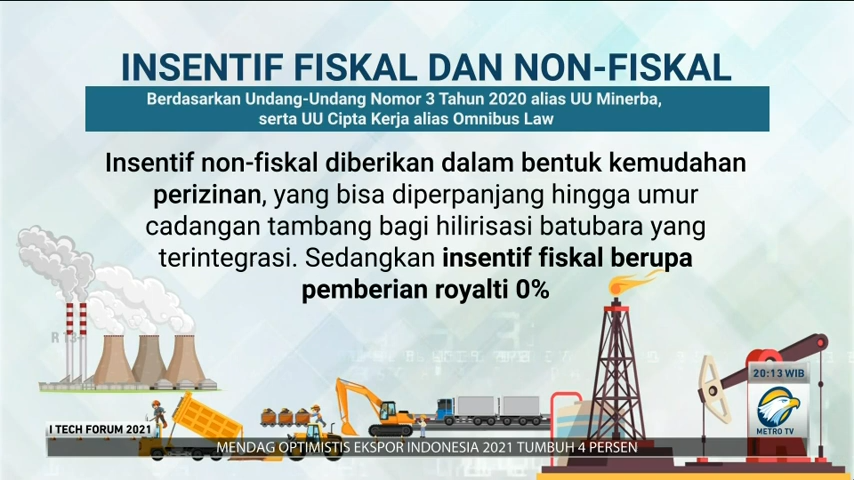 INSENTIF FISKAL DAN NON-FISKAL
Berdasarkan Undang-Undang Nomor 3 Tahun 2020 alias UU Minerba,
serta UU Cipta Kerja alias Omnibus Law
Insentif non-fiskal diberikan dalam bentuk kemudahan
perizinan, yang bisa diperpanjang hingga umur
cadangan tambang bagi hilirisasi batubara yang
terintegrasi. Sedangkan insentif fiskal berupa
pemberian royalti 0%
R 13+
20:13 WIB
METRO TV
I TECH FORUM 2021
MENDAG OPTIMISTIS EKSPOR INDONESIA 2021 TUMBUH 4 PERSEN